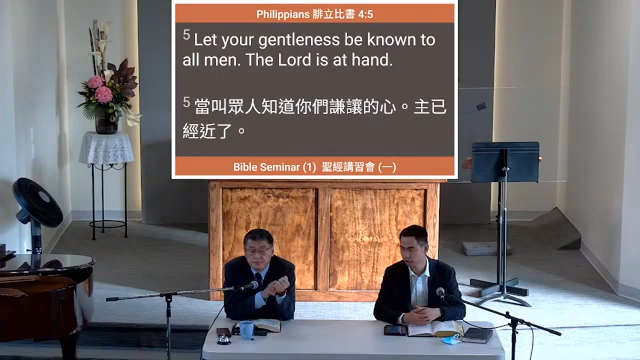 Philippians 腓立比書 4:5
5 Let your gentleness be known to
all men. The Lord is at hand.
5 當叫眾人知道你們謙讓的心。主已
經近了。
Bible Seminar (1) 聖經講習會 (一)